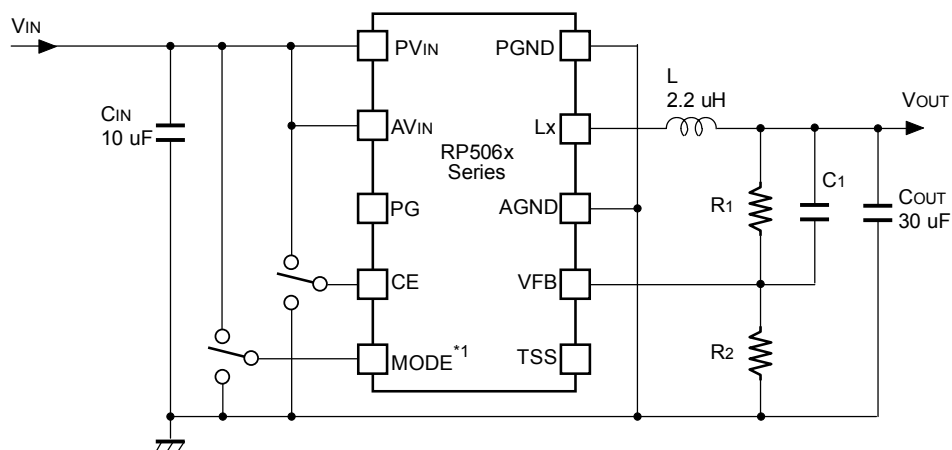 VIN
CIN
10 uF
PVIN
AVIN
PG
CE
MODE*1
RP506x
Series
PGND
Lx
AGND
VFB
TSS
L
2.2 uH
VOUT
R1
C1
COUT
30 uF
R2